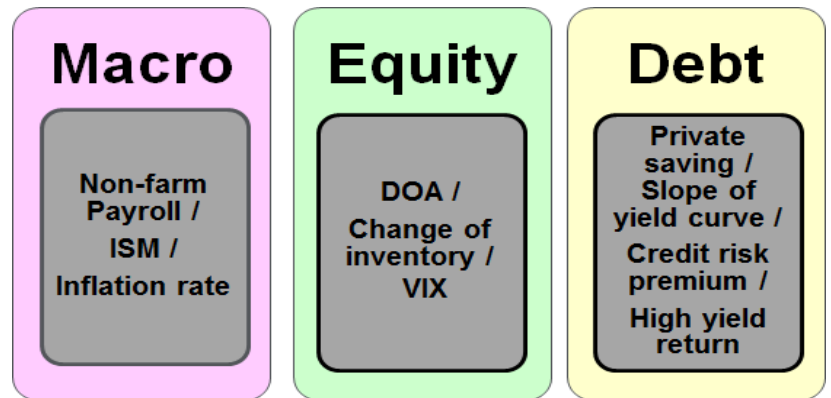 Macro
Non-farm
Payroll /
ISM /
Inflation rate
Equity
DOA /
Change of
inventory /
VIX
Debt
Private
saving /
Slope of
yield curve /
Credit risk
premium /
High yield
return